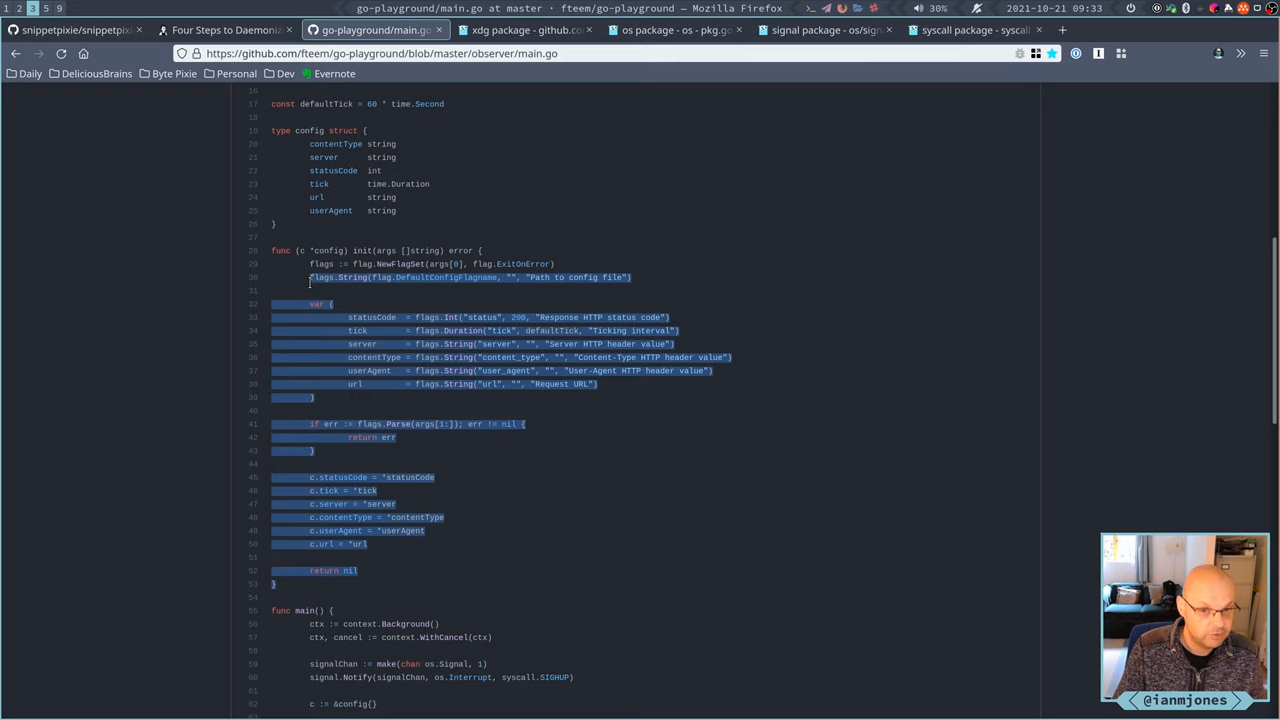 1 2 3 5 9
go-playground/main.go at master · fteem/go-playground — Mozilla Firefox
30%
2021-10-21 09:33
snippetpixie/snippetpixi
Four Steps to Daemoniz
go-playground/main.go
xdg package - github.co
os package - os - pkg.go
signal package - os/sign
syscall package - syscall
https://github.com/fteem/go-playground/blob/master/observer/main.go
Daily DeliciousBrains Byte Pixie Personal Dev Evernote
16
17 const defaultTick = 60 * time.Second
18
19 type config struct {
20 contentType string
21 server string
22 statusCode int
23 tick time.Duration
24 url string
25 userAgent string
26 }
27
28 func (c *config) init(args []string) error {
29 flags := flag.NewFlagSet(args[0], flag.ExitOnError)
30 flags.String(flag.DefaultConfigFlagname, "", "Path to config file")
31
32 var (
33 statusCode = flags.Int("status", 200, "Response HTTP status code")
34 tick = flags.Duration("tick", defaultTick, "Ticking interval")
35 server = flags.String("server", "", "Server HTTP header value")
36 contentType = flags.String("content_type", "", "Content-Type HTTP header value")
37 userAgent = flags.String("user_agent", "", "User-Agent HTTP header value")
38 url = flags.String("url", "", "Request URL")
39 )
40
41 if err := flags.Parse(args[1:]); err != nil {
42 return err
43 }
44
45 c.statusCode = *statusCode
46 c.tick = *tick
47 c.server = *server
48 c.contentType = *contentType
49 c.userAgent = *userAgent
50 c.url = *url
51
52 return nil
53 }
54
55 func main() {
56 ctx := context.Background()
57 ctx, cancel := context.WithCancel(ctx)
58
59 signalChan := make(chan os.Signal, 1)
60 signal.Notify(signalChan, os.Interrupt, syscall.SIGHUP)
61
62 c := &config{}
@ianmjones